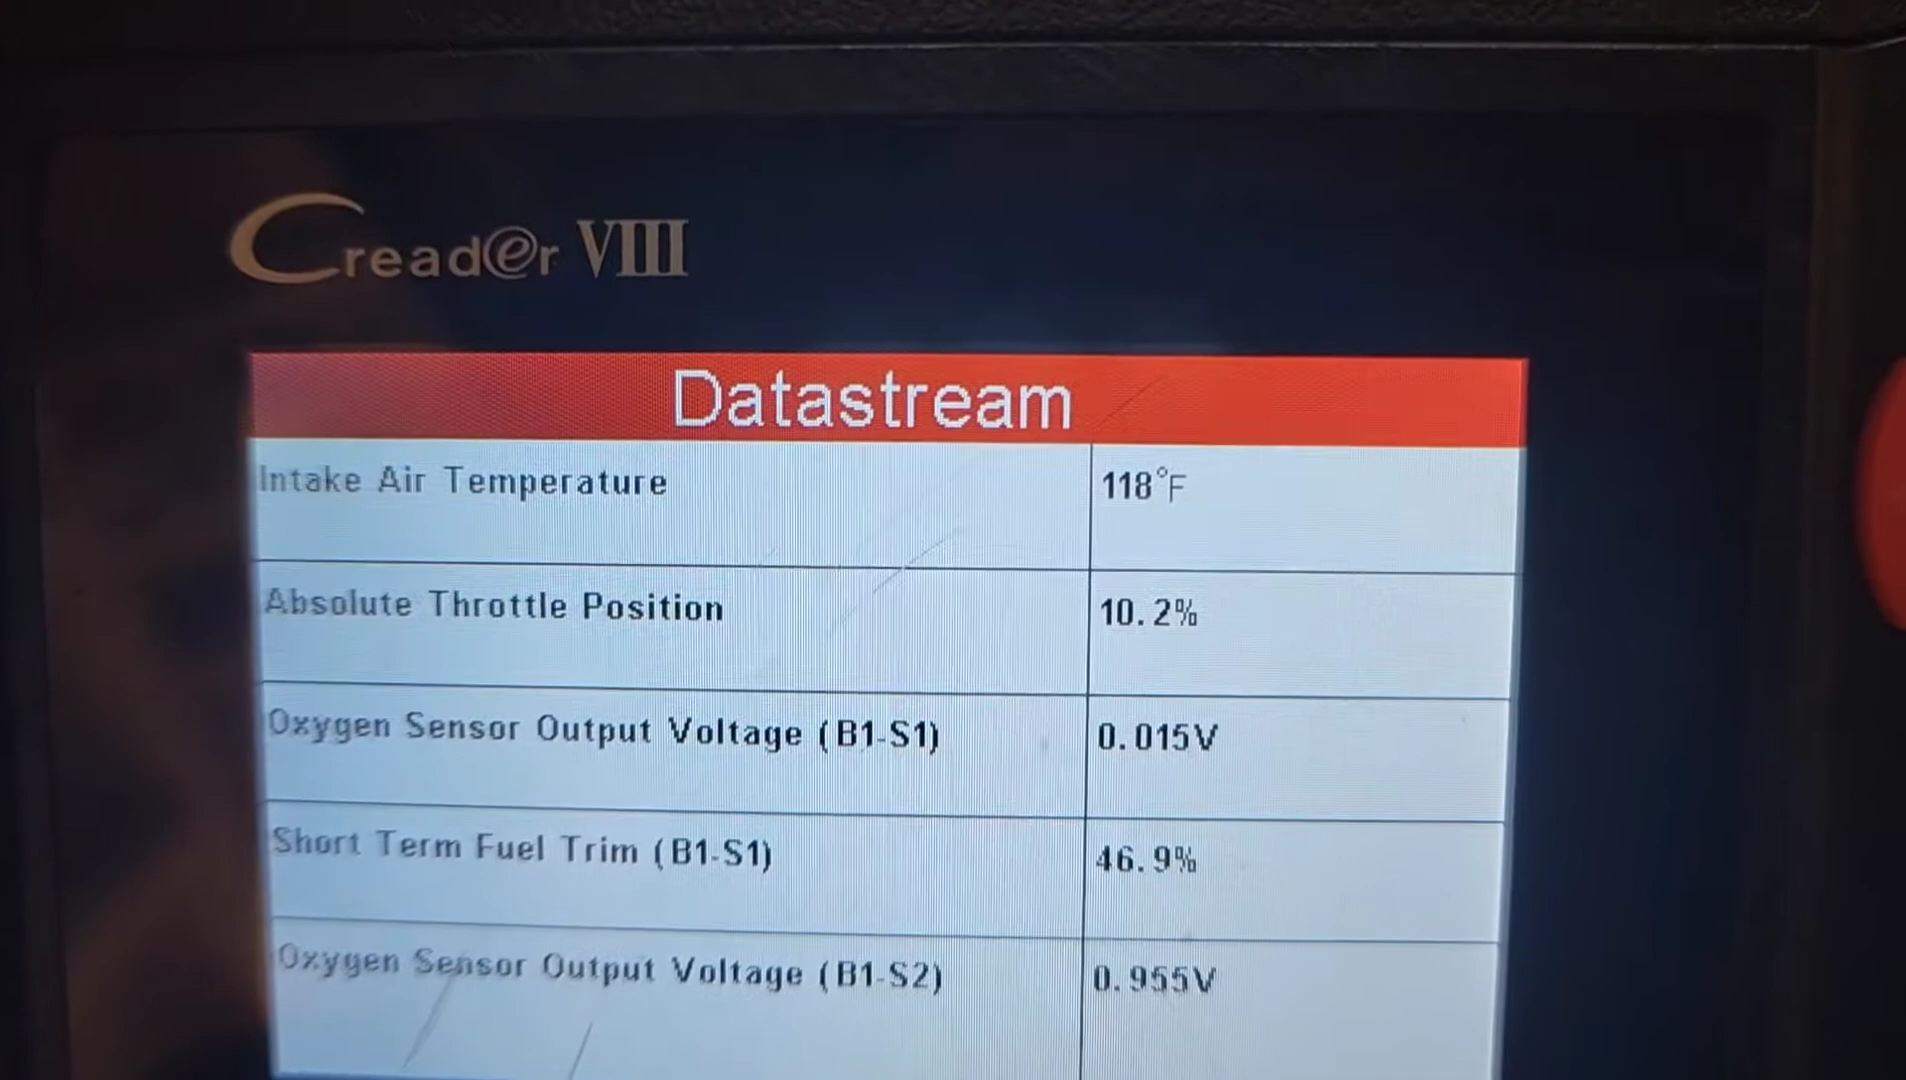 Creader VIII
Datastream
Intake Air Temperature 118°F
Absolute Throttle Position 10.2%
Oxygen Sensor Output Voltage (B1-S1) 0.015V
Short Term Fuel Trim (B1-S1) 46.9%
Oxygen Sensor Output Voltage (B1-S2) 0.955V